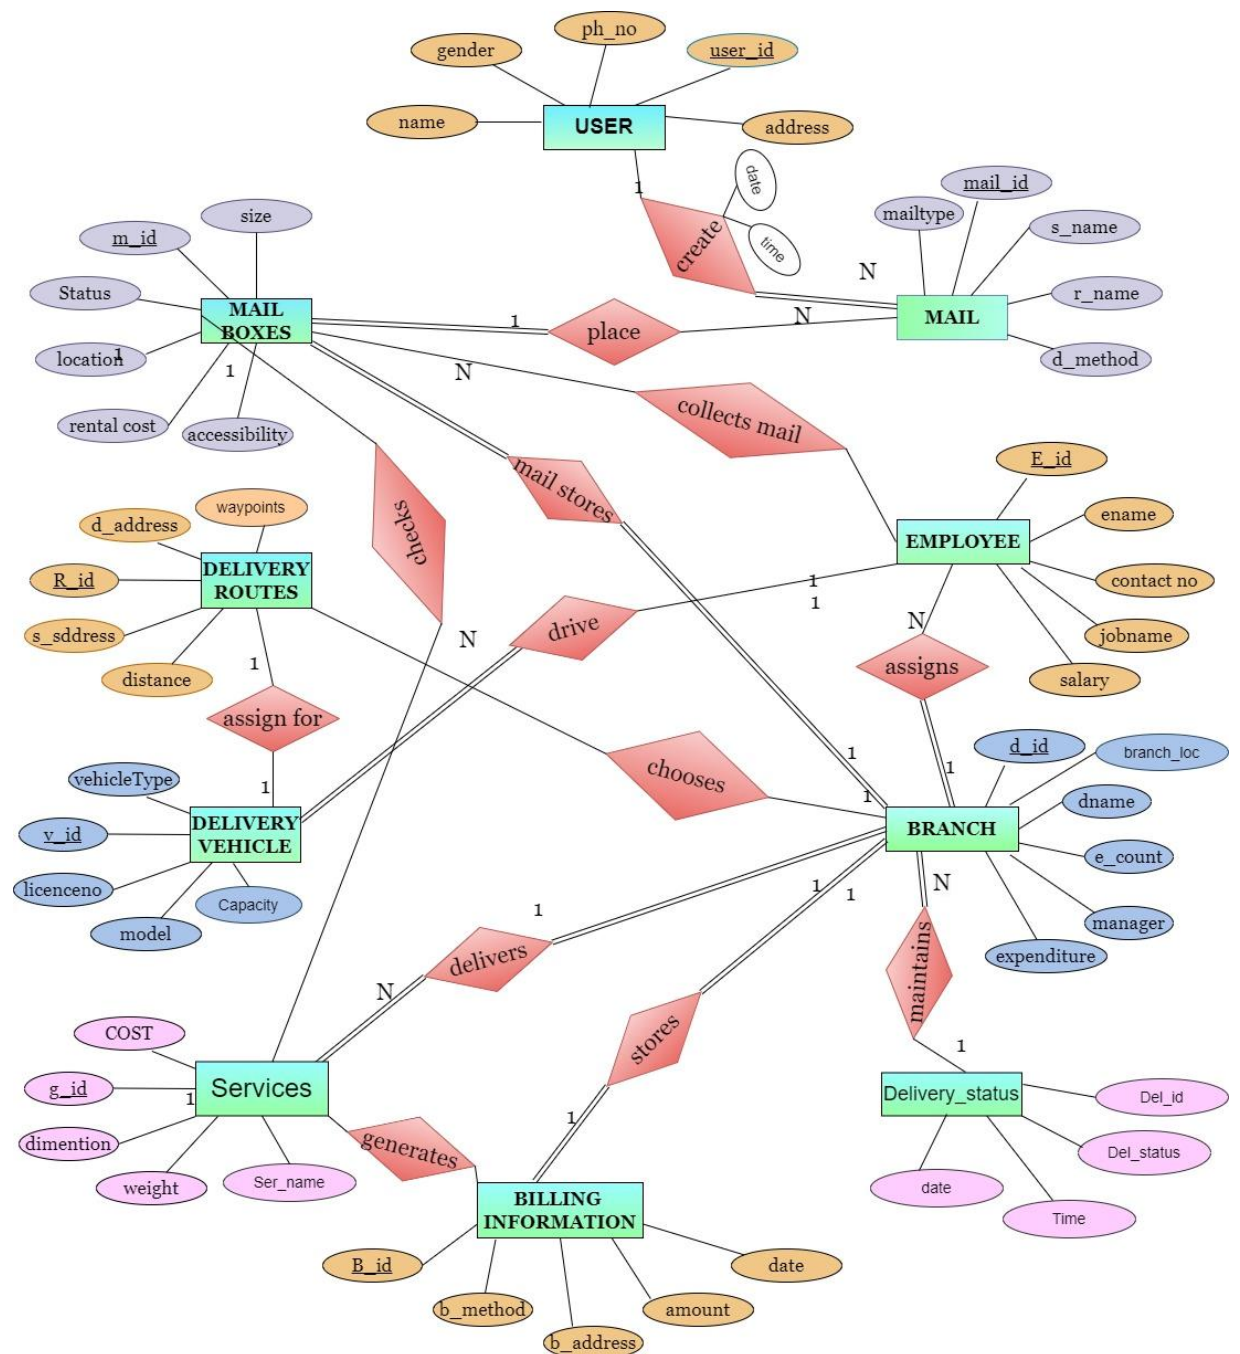 ph_no
gender
user_id
name
USER
address
1
date
time
create
N
mail_id
mailtype
s_name
r_name
MAIL
d_method
size
m_id
Status
MAIL
BOXES
location
1
1
rental cost
accessibility
1
place
N
N
collects mail
mail stores
checks
E_id
ename
EMPLOYEE
contact no
jobname
salary
waypoints
d_address
DELIVERY
ROUTES
R_id
s_sddress
distance
1
1
drive
N
N
assigns
1
assign for
1
chooses
1
1
1
d_id
branch_loc
dname
BRANCH
e_count
manager
expenditure
vehicleType
DELIVERY
VEHICLE
v_id
licenceno
Capacity
model
1
delivers
N
1
1
N
maintains
1
stores
1
COST
g_id
1
Services
dimention
weight
Ser_name
generates
Delivery_status
Del_id
Del_status
date
Time
BILLING
INFORMATION
B_id
b_method
b_address
amount
date